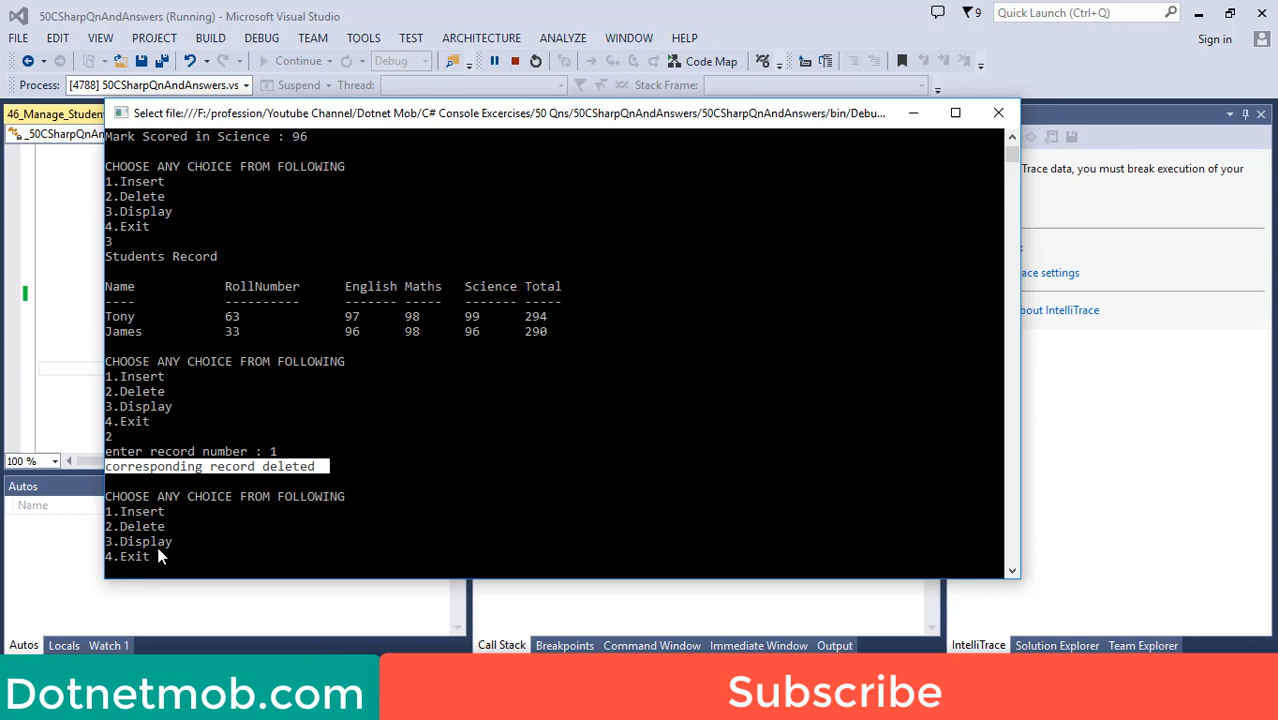 50CSharpQnAndAnswers (Running) - Microsoft Visual Studio
9
Quick Launch (Ctrl+Q)
FILE EDIT VIEW PROJECT BUILD DEBUG TEAM TOOLS TEST ARCHITECTURE ANALYZE WINDOW HELP
Sign in
Continue Debug Code Map
Process: [4788] 50CSharpQnAndAnswers.vs Suspend Thread: Stack Frame:
46_Manage_Studen
_50CSharpQnAn
Select file:///F:/profession/Youtube Channel/Dotnet Mob/C# Console Excercises/50 Qns/50CSharpQnAndAnswers/50CSharpQnAndAnswers/bin/Debu...
Mark Scored in Science : 96
CHOOSE ANY CHOICE FROM FOLLOWING
1.Insert
2.Delete
3.Display
4.Exit
3
Students Record
Name RollNumber English Maths Science Total
---- ---------- ------- ----- ------- -----
Tony 63 97 98 99 294
James 33 96 98 96 290
CHOOSE ANY CHOICE FROM FOLLOWING
1.Insert
2.Delete
3.Display
4.Exit
2
enter record number : 1
corresponding record deleted
CHOOSE ANY CHOICE FROM FOLLOWING
1.Insert
2.Delete
3.Display
4.Exit
Trace data, you must break execution of your
ace settings
bout IntelliTrace
100 %
Autos
Name
Autos Locals Watch 1
Call Stack Breakpoints Command Window Immediate Window Output
IntelliTrace Solution Explorer Team Explorer
Dotnetmob.com
Subscribe